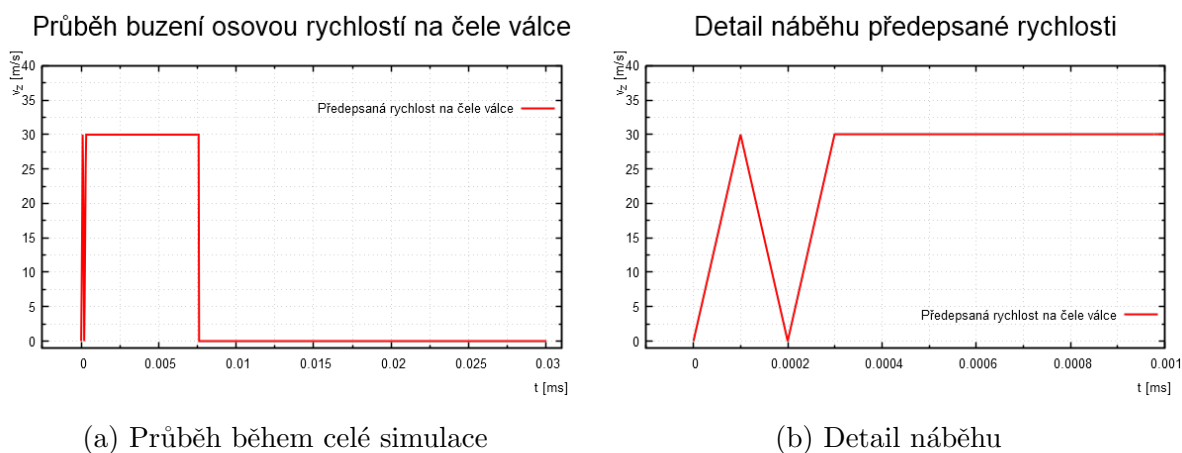 Průběh buzení osovou rychlostí na čele válce
v_z [m/s]
40
35
30
25
20
15
10
5
0
Předepsaná rychlost na čele válce
0 0.005 0.01 0.015 0.02 0.025 0.03
t [ms]
(a) Průběh během celé simulace
Detail náběhu předepsané rychlosti
v_z [m/s]
40
35
30
25
20
15
10
5
0
Předepsaná rychlost na čele válce
0 0.0002 0.0004 0.0006 0.0008 0.001
t [ms]
(b) Detail náběhu